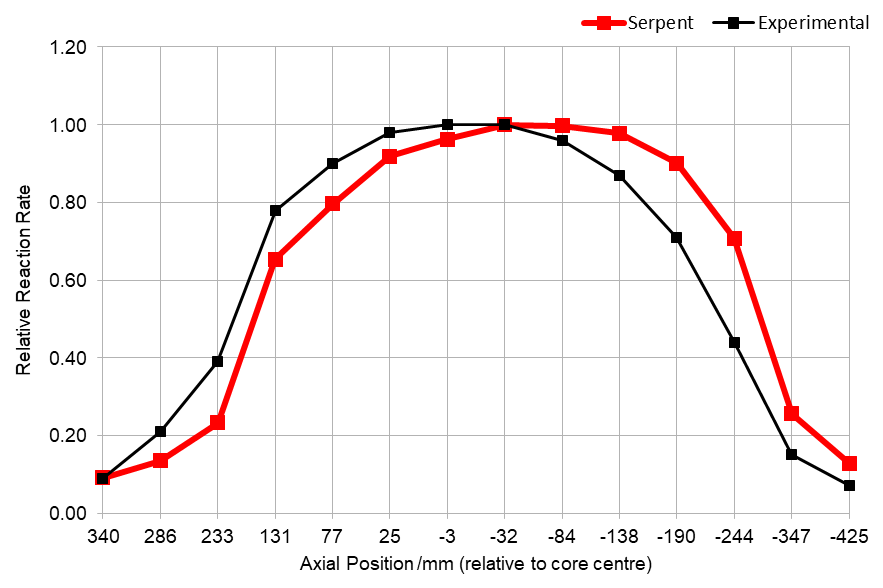 Serpent Experimental
1.20
1.00
0.80
0.60
0.40
0.20
0.00
Relative Reaction Rate
340 286 233 131 77 25 -3 -32 -84 -138 -190 -244 -347 -425
Axial Position /mm (relative to core centre)